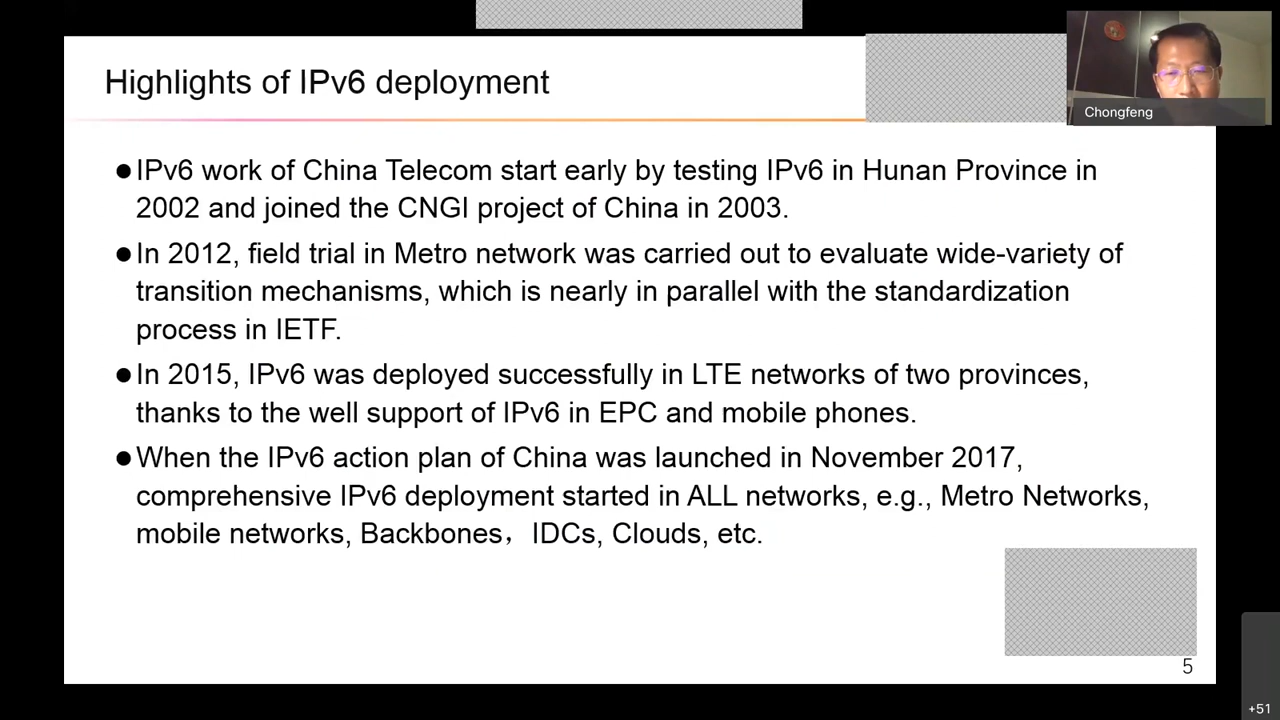 Highlights of IPv6 deployment
Chongfeng
●IPv6 work of China Telecom start early by testing IPv6 in Hunan Province in
2002 and joined the CNGI project of China in 2003.
●In 2012, field trial in Metro network was carried out to evaluate wide-variety of
transition mechanisms, which is nearly in parallel with the standardization
process in IETF.
●In 2015, IPv6 was deployed successfully in LTE networks of two provinces,
thanks to the well support of IPv6 in EPC and mobile phones.
●When the IPv6 action plan of China was launched in November 2017,
comprehensive IPv6 deployment started in ALL networks, e.g., Metro Networks,
mobile networks, Backbones，IDCs, Clouds, etc.
5
+51